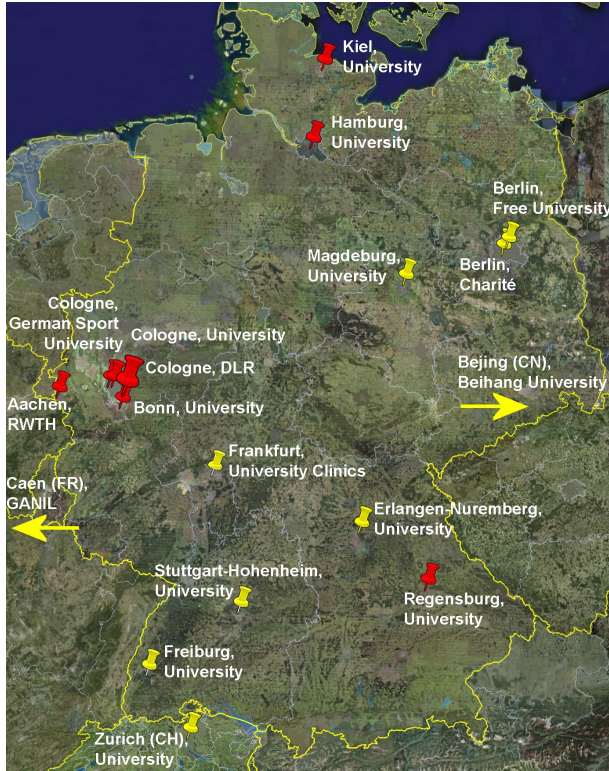 Kiel,
University
Hamburg,
University
Berlin,
Free University
Magdeburg,
University
Berlin,
Charité
Cologne,
German Sport
University
Cologne, University
Cologne, DLR
Bejing (CN),
Beihang University
Aachen,
RWTH
Bonn, University
Frankfurt,
University Clinics
Caen (FR),
GANIL
Erlangen-Nuremberg,
University
Stuttgart-Hohenheim,
University
Regensburg,
University
Freiburg,
University
Zurich (CH),
University